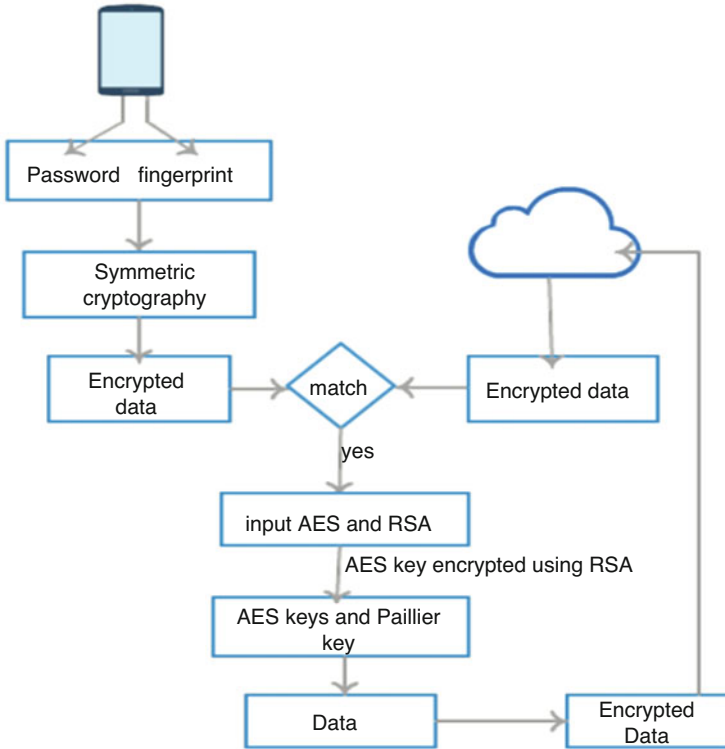 Password fingerprint
Symmetric
cryptography
Encrypted
data
match
Encrypted data
yes
input AES and RSA
AES key encrypted using RSA
AES keys and Paillier
key
Data
Encrypted
Data